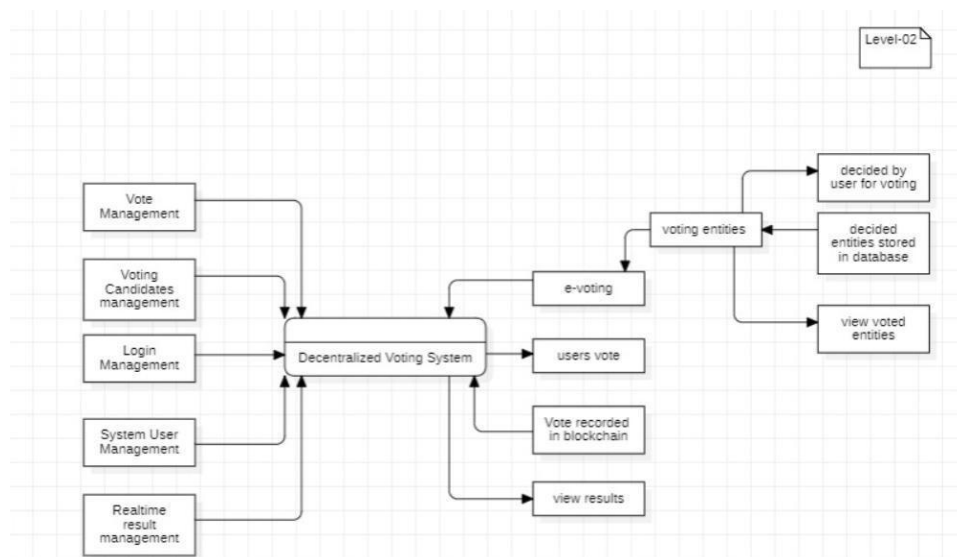 Level-02
decided by
user for voting
Vote
Management
voting entities
decided
entities stored
in database
Voting
Candidates
management
e-voting
view voted
entities
Login
Management
Decentralized Voting System
users vote
System User
Management
Vote recorded
in blockchain
Realtime
result
management
view results